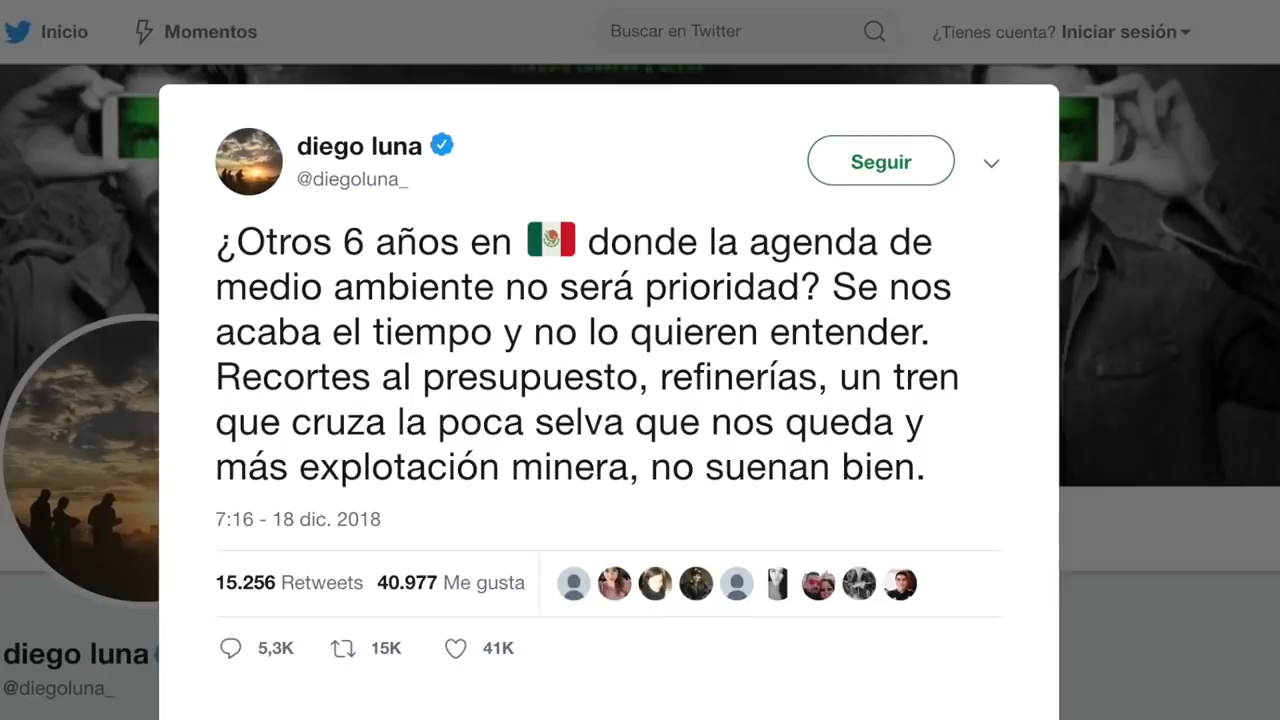 Inicio
Momentos
Buscar en Twitter
¿Tienes cuenta? Iniciar sesión
diego luna
@diegoluna_
Seguir
¿Otros 6 años en 🇲🇽 donde la agenda de
medio ambiente no será prioridad? Se nos
acaba el tiempo y no lo quieren entender.
Recortes al presupuesto, refinerías, un tren
que cruza la poca selva que nos queda y
más explotación minera, no suenan bien.
7:16 - 18 dic. 2018
15.256 Retweets 40.977 Me gusta
5,3K 15K 41K
diego luna
@diegoluna_